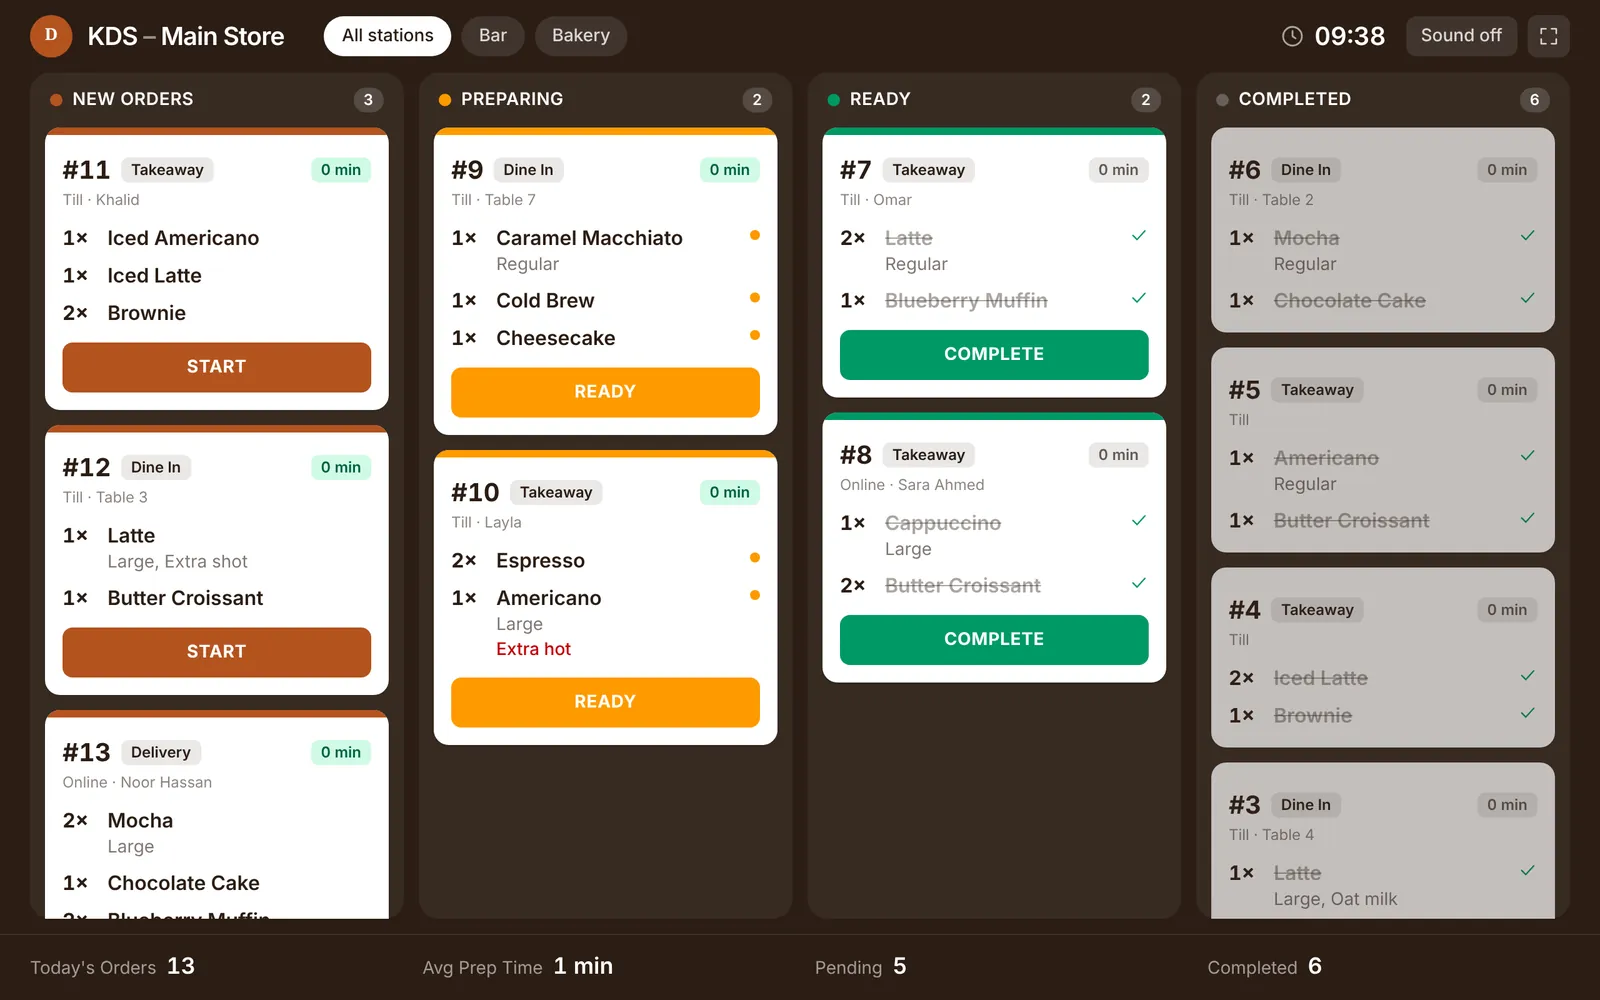 D
KDS – Main Store
All stations
Bar
Bakery
09:38
Sound off
NEW ORDERS
3
#11
Takeaway
0 min
Till · Khalid
1× Iced Americano
1× Iced Latte
2× Brownie
START
#12
Dine In
0 min
Till · Table 3
1× Latte
Large, Extra shot
1× Butter Croissant
START
#13
Delivery
0 min
Online · Noor Hassan
2× Mocha
Large
1× Chocolate Cake
2× Blueberry Muffin
PREPARING
2
#9
Dine In
0 min
Till · Table 7
1× Caramel Macchiato
Regular
1× Cold Brew
1× Cheesecake
READY
#10
Takeaway
0 min
Till · Layla
2× Espresso
1× Americano
Large
Extra hot
READY
READY
2
#7
Takeaway
0 min
Till · Omar
2× Latte
Regular
1× Blueberry Muffin
COMPLETE
#8
Takeaway
0 min
Online · Sara Ahmed
1× Cappuccino
Large
2× Butter Croissant
COMPLETE
COMPLETED
6
#6
Dine In
0 min
Till · Table 2
1× Mocha
Regular
1× Chocolate Cake
#5
Takeaway
0 min
Till
1× Americano
Regular
1× Butter Croissant
#4
Takeaway
0 min
Till
2× Iced Latte
1× Brownie
#3
Dine In
0 min
Till · Table 4
1× Latte
Large, Oat milk
Today's Orders 13
Avg Prep Time 1 min
Pending 5
Completed 6